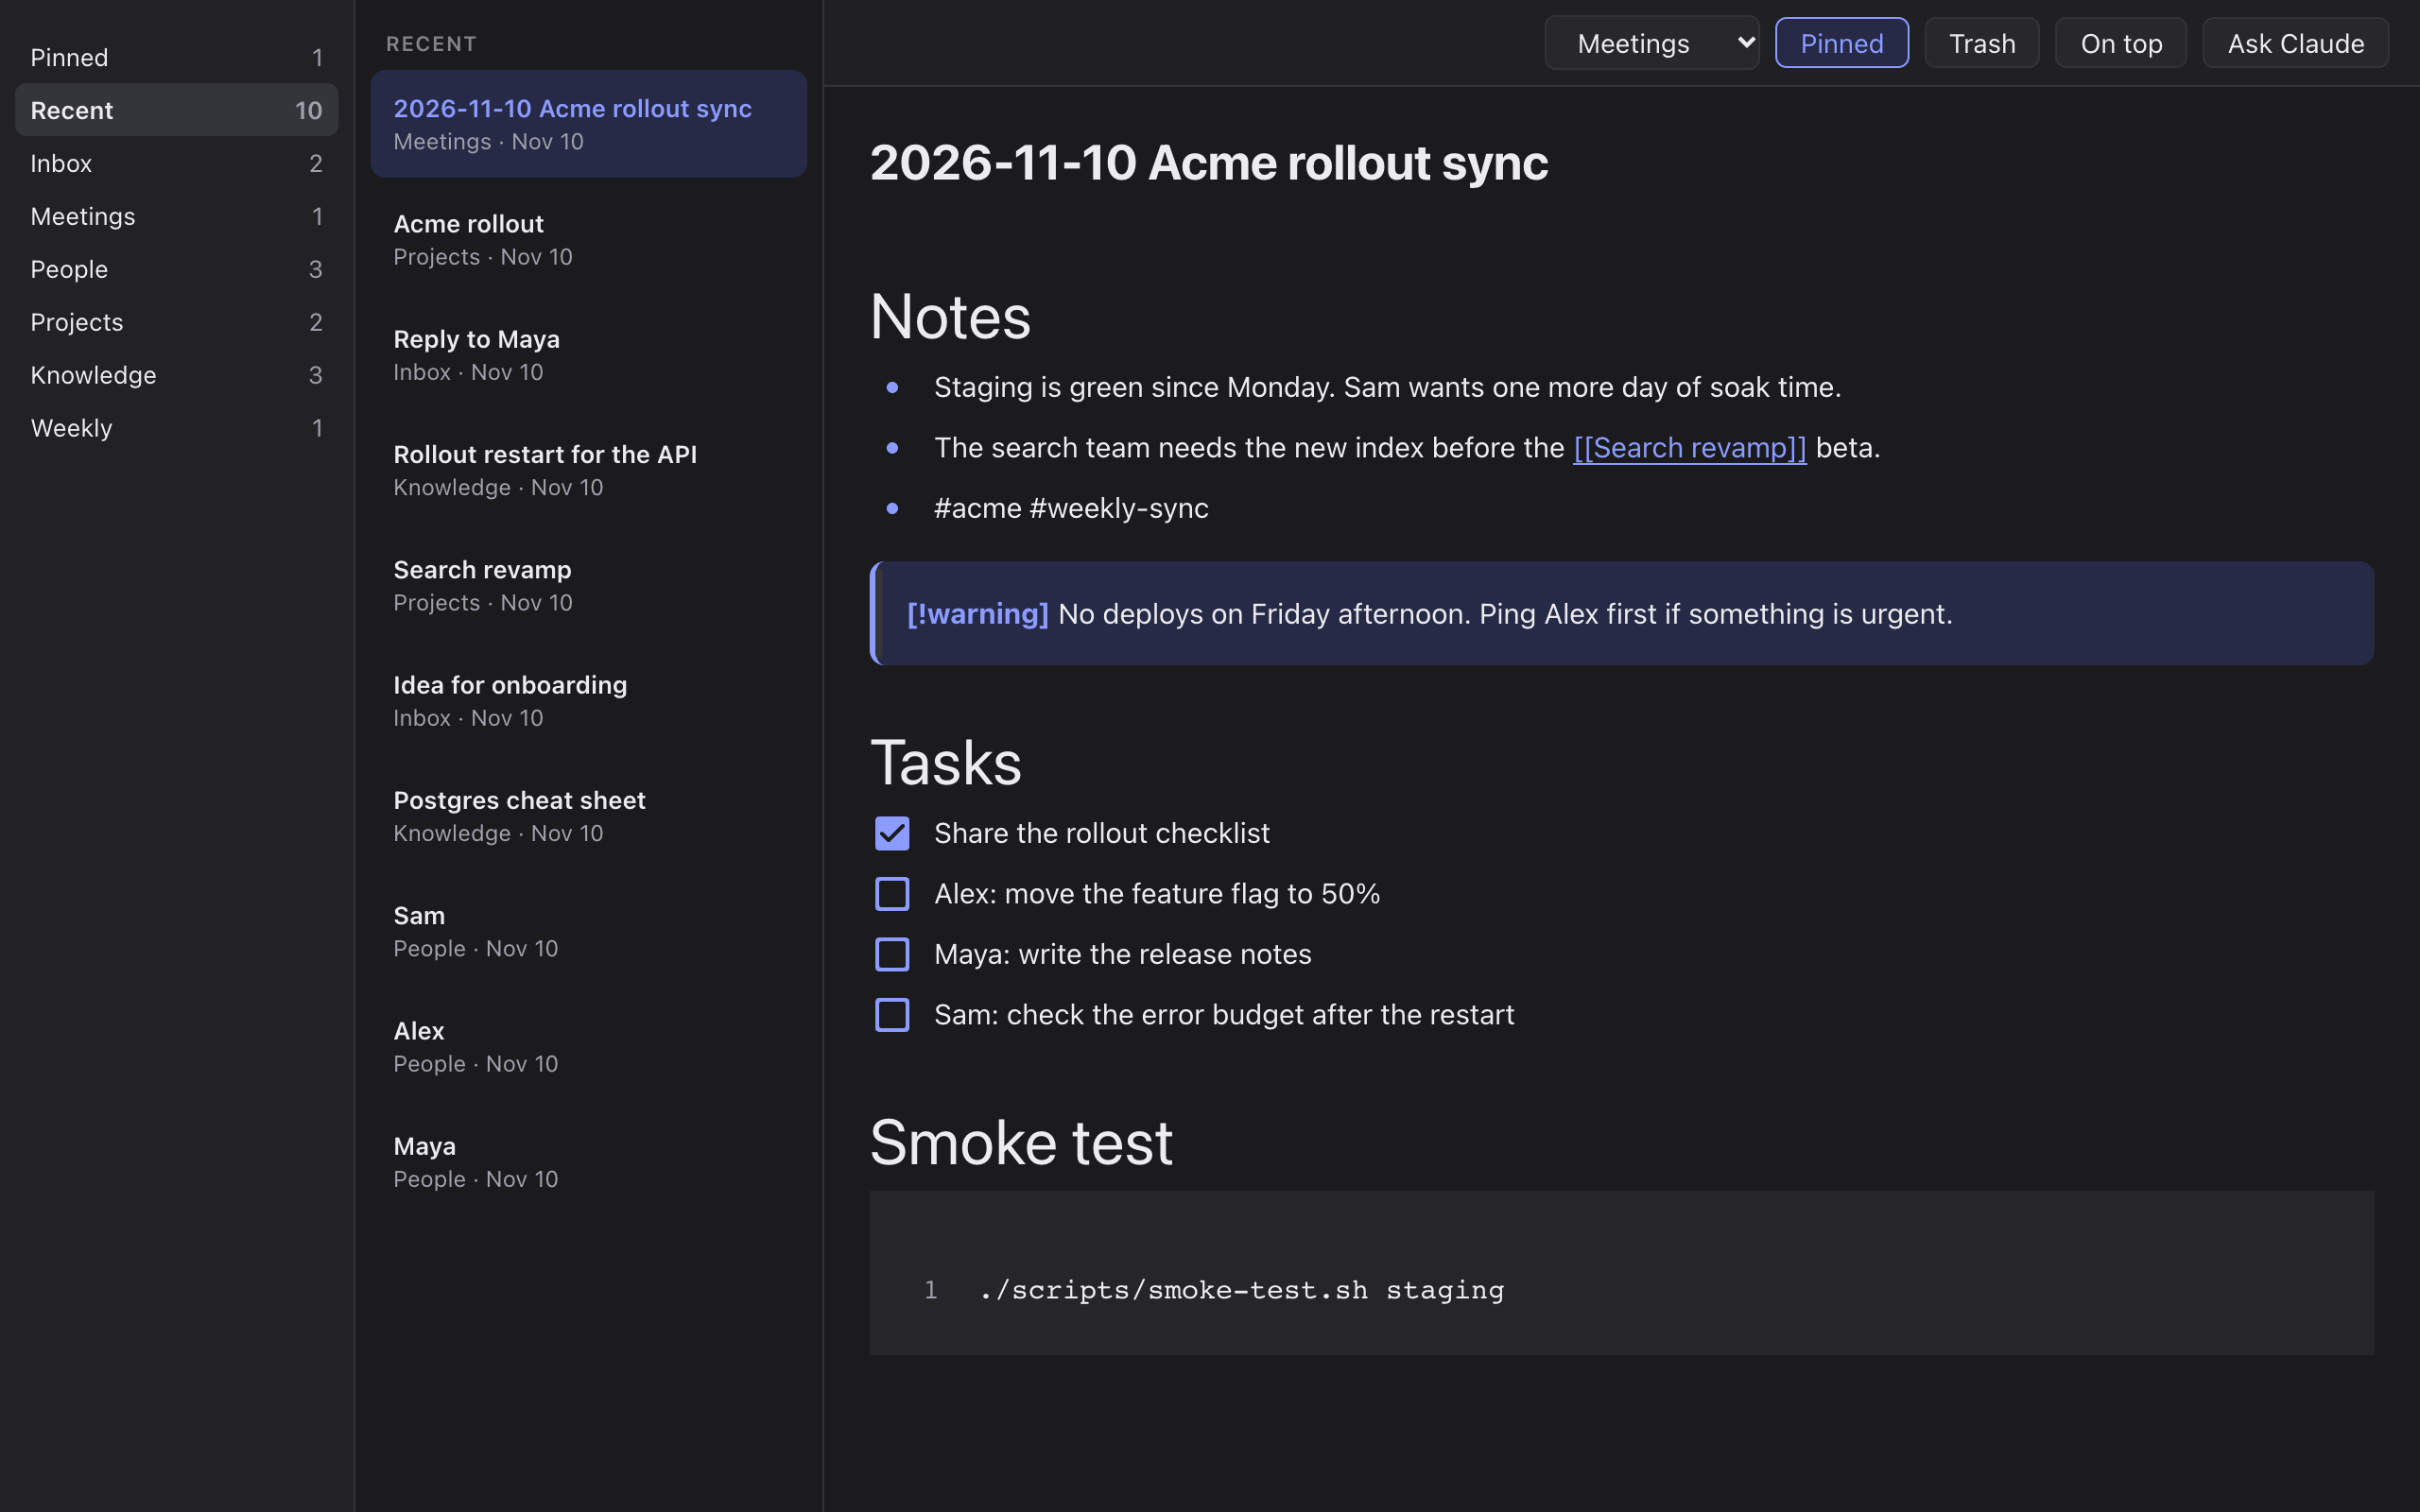 Pinned 1
Recent 10
Inbox 2
Meetings 1
People 3
Projects 2
Knowledge 3
Weekly 1
RECENT
2026-11-10 Acme rollout sync
Meetings · Nov 10
Acme rollout
Projects · Nov 10
Reply to Maya
Inbox · Nov 10
Rollout restart for the API
Knowledge · Nov 10
Search revamp
Projects · Nov 10
Idea for onboarding
Inbox · Nov 10
Postgres cheat sheet
Knowledge · Nov 10
Sam
People · Nov 10
Alex
People · Nov 10
Maya
People · Nov 10
Meetings Pinned Trash On top Ask Claude
2026-11-10 Acme rollout sync
Notes
Staging is green since Monday. Sam wants one more day of soak time.
The search team needs the new index before the [[Search revamp]] beta.
#acme #weekly-sync
[!warning] No deploys on Friday afternoon. Ping Alex first if something is urgent.
Tasks
Share the rollout checklist
Alex: move the feature flag to 50%
Maya: write the release notes
Sam: check the error budget after the restart
Smoke test
1 ./scripts/smoke-test.sh staging